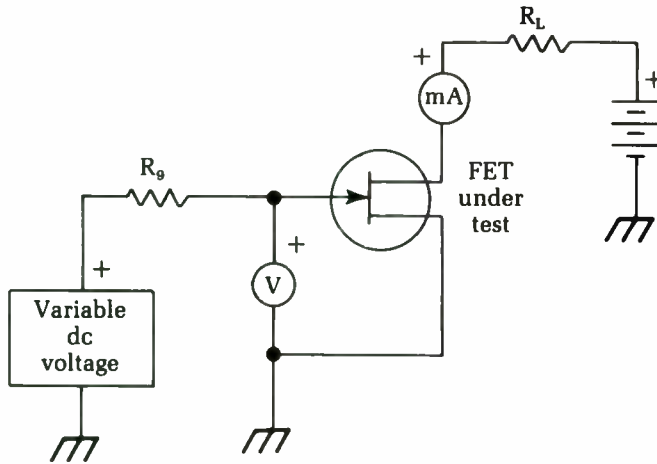 R_L
+
+
mA
R_g
FET
under
test
+
+
V
Variable
dc
voltage